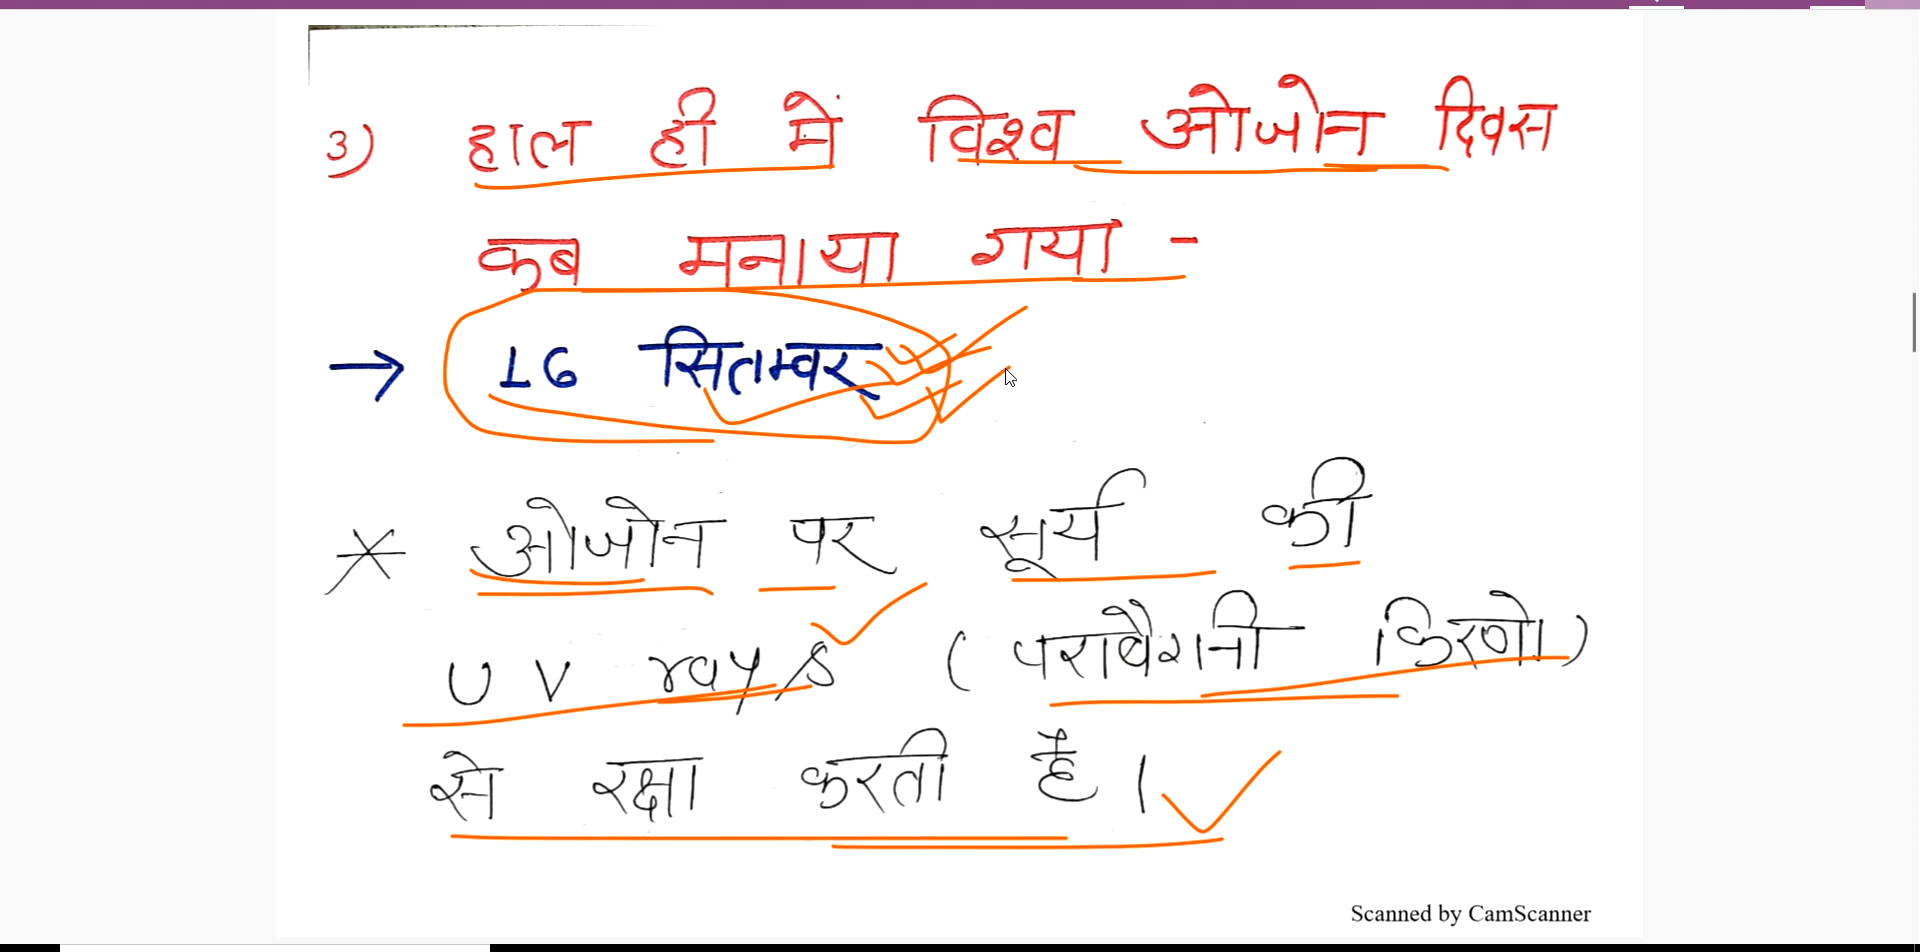 3) हाल ही में विश्व ओजोन दिवस
कब मनाया गया -
→ 16 सितम्बर
* ओजोन पर सूर्य की
UV rays (पराबैगनी किरणो)
से रक्षा करती है।
Scanned by CamScanner